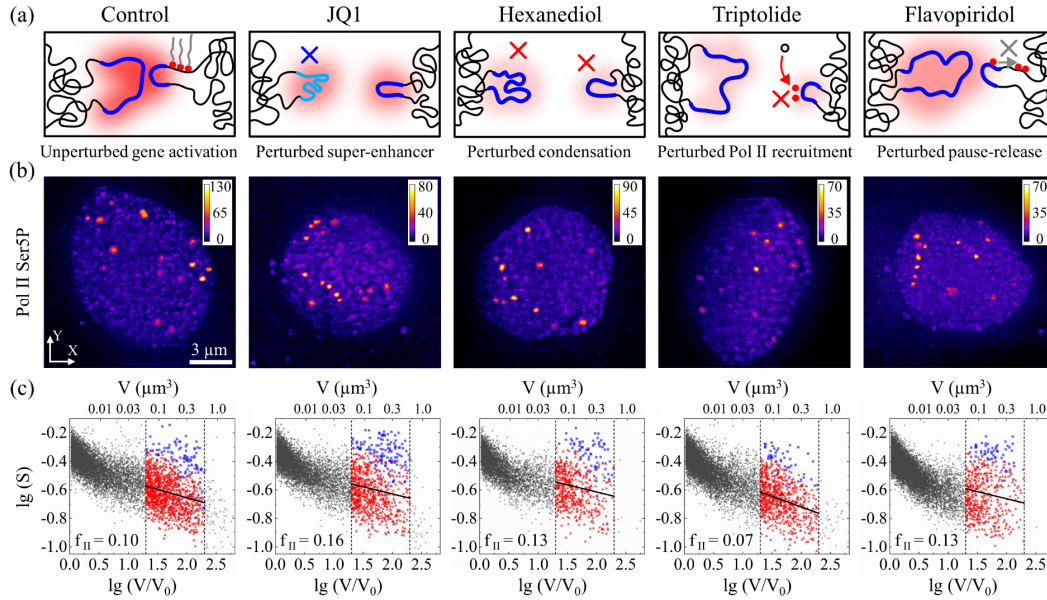 (a) Control JQ1 Hexanediol Triptolide Flavopiridol
Unperturbed gene activation Perturbed super-enhancer Perturbed condensation Perturbed Pol II recruitment Perturbed pause-release
(b)
Pol II Ser5P
130 80 90 70 70
65 40 45 35 35
0 0 0 0 0
Y
X
3 µm
(c) V (µm³) V (µm³) V (µm³) V (µm³) V (µm³)
0.01 0.03 0.1 0.3 1.0 0.01 0.03 0.1 0.3 1.0 0.01 0.03 0.1 0.3 1.0 0.01 0.03 0.1 0.3 1.0 0.01 0.03 0.1 0.3 1.0
lg (S)
-0.2
-0.4
-0.6
-0.8
-1.0
f_II = 0.10 f_II = 0.16 f_II = 0.13 f_II = 0.07 f_II = 0.13
0.0 0.5 1.0 1.5 2.0 2.5 0.0 0.5 1.0 1.5 2.0 2.5 0.0 0.5 1.0 1.5 2.0 2.5 0.0 0.5 1.0 1.5 2.0 2.5 0.0 0.5 1.0 1.5 2.0 2.5
lg (V/V₀) lg (V/V₀) lg (V/V₀) lg (V/V₀) lg (V/V₀)